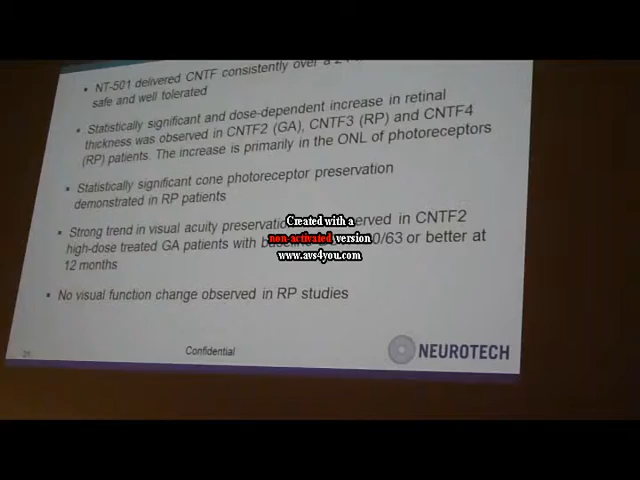 NT-501 delivered CNTF consistently over a
safe and well tolerated
Statistically significant and dose-dependent increase in retinal
thickness was observed in CNTF2 (GA), CNTF3 (RP) and CNTF4
(RP) patients. The increase is primarily in the ONL of photoreceptors
Statistically significant cone photoreceptor preservation
demonstrated in RP patients
Strong trend in visual acuity preservation observed in CNTF2
high-dose treated GA patients with /63 or better at
12 months
No visual function change observed in RP studies
Created with a
non-activated version
www.avs4you.com
Confidential
NEUROTECH